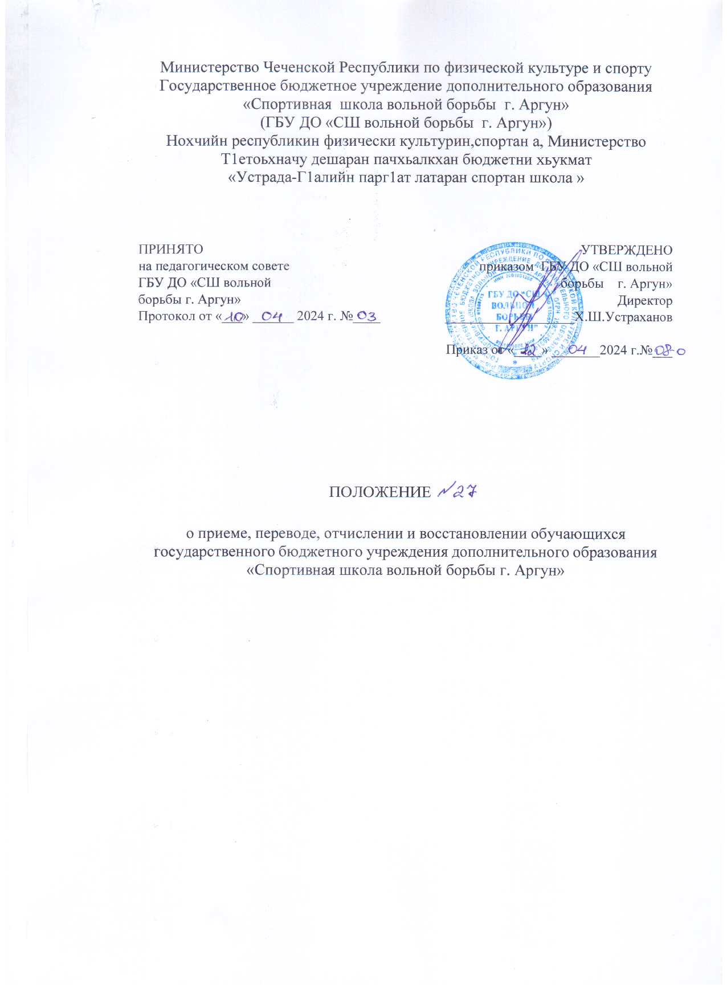 Министерство Чеченской Республики по физической культуре и спорту
Государственное бюджетное учреждение дополнительного образования
«Спортивная школа вольной борьбы г. Аргун»
(ГБУ ДО «СШ вольной борьбы г. Аргун»)
Нохчийн республикин физически культурин,спортан а, Министерство
Т1етоьхначу дешаран пачхьалкхан бюджетни хьукмат
«Устрада-Г1алийн парг1ат латаран спортан школа »
ПРИНЯТО
на педагогическом совете
ГБУ ДО «СШ вольной
борьбы г. Аргун»
Протокол от «10» 04 2024 г. №03
УТВЕРЖДЕНО
приказом ГБУ ДО «СШ вольной
борьбы г. Аргун»
Директор
Х.Ш.Устраханов
Приказ от «12» 04 2024 г.№08-о
ГБУ ДО "СШ
ВОЛЬНОЙ
БОРЬБЫ
Г. АРГУН"
ПОЛОЖЕНИЕ №27
о приеме, переводе, отчислении и восстановлении обучающихся
государственного бюджетного учреждения дополнительного образования
«Спортивная школа вольной борьбы г. Аргун»